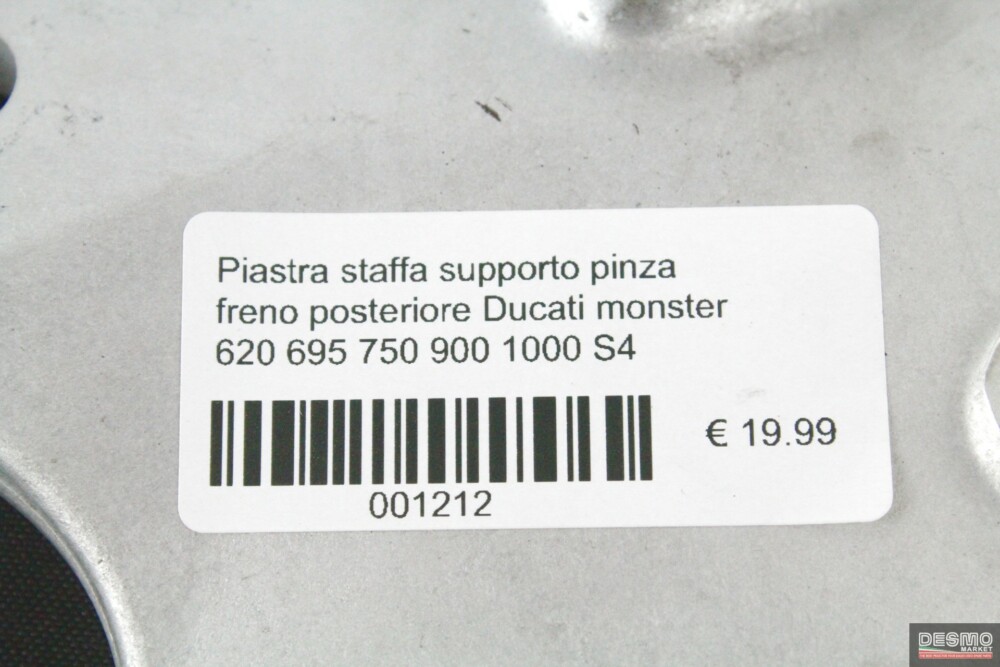 Piastra staffa supporto pinza
freno posteriore Ducati monster
620 695 750 900 1000 S4
€ 19.99
001212
DESMO
MARKET